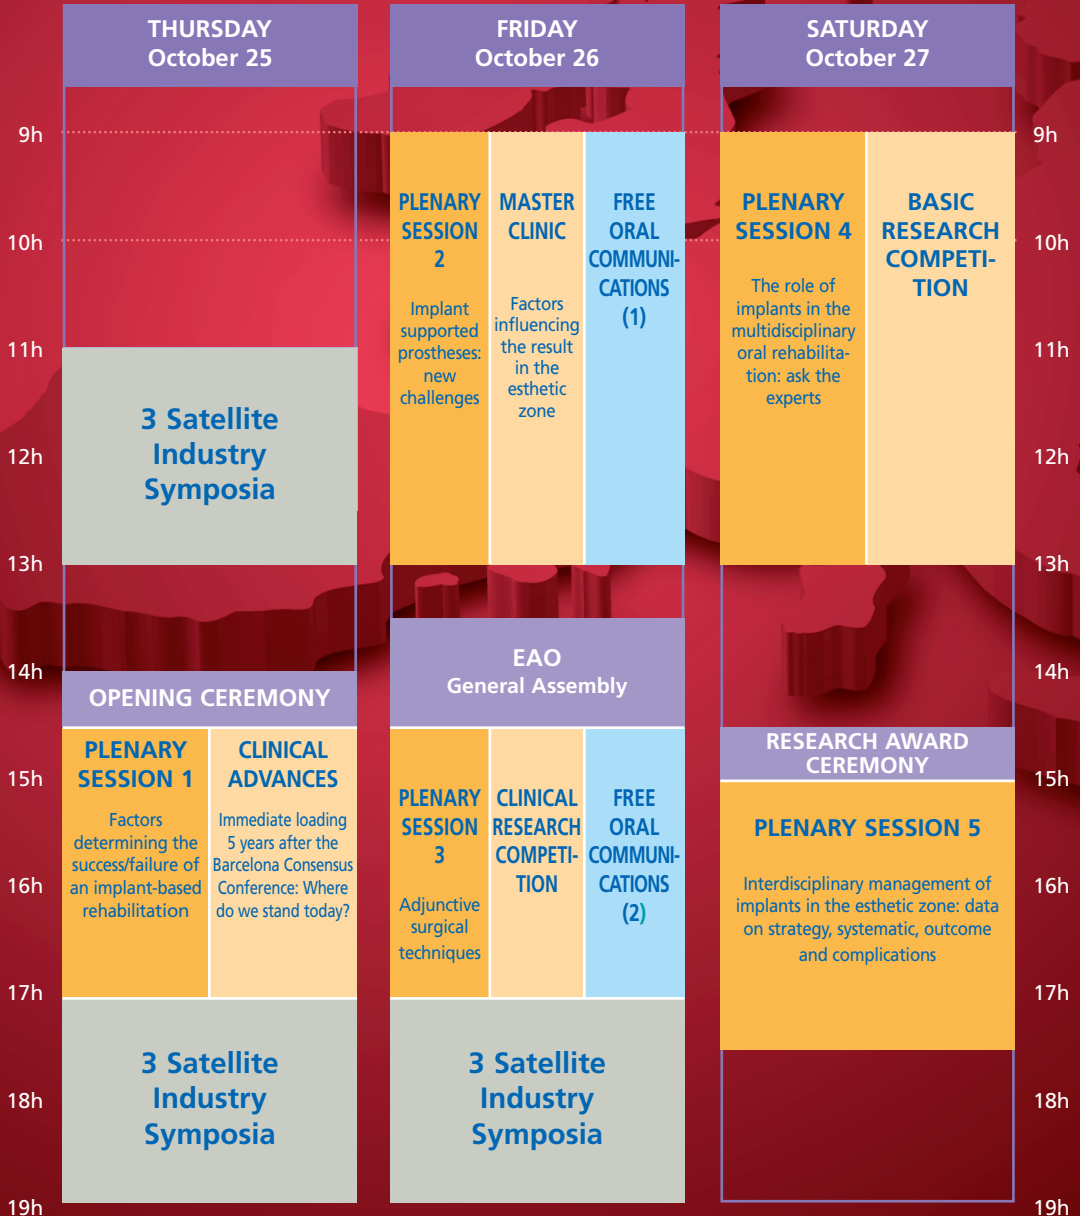 THURSDAY
October 25
FRIDAY
October 26
SATURDAY
October 27
9h
10h
11h
12h
13h
14h
15h
16h
17h
18h
19h
3 Satellite
Industry
Symposia
OPENING CEREMONY
PLENARY
SESSION 1
Factors
determining the
success/failure of
an implant-based
rehabilitation
CLINICAL
ADVANCES
Immediate loading
5 years after the
Barcelona Consensus
Conference: Where
do we stand today?
3 Satellite
Industry
Symposia
PLENARY
SESSION
2
Implant
supported
prostheses:
new
challenges
MASTER
CLINIC
Factors
influencing
the result
in the
esthetic
zone
FREE
ORAL
COMMUNI-
CATIONS
(1)
EAO
General Assembly
PLENARY
SESSION
3
Adjunctive
surgical
techniques
CLINICAL
RESEARCH
COMPETI-
TION
FREE
ORAL
COMMUNI-
CATIONS
(2)
3 Satellite
Industry
Symposia
PLENARY
SESSION 4
The role of
implants in the
multidisciplinary
oral rehabilita-
tion: ask the
experts
BASIC
RESEARCH
COMPETI-
TION
RESEARCH AWARD
CEREMONY
PLENARY SESSION 5
Interdisciplinary management of
implants in the esthetic zone: data
on strategy, systematic, outcome
and complications
9h
10h
11h
12h
13h
14h
15h
16h
17h
18h
19h